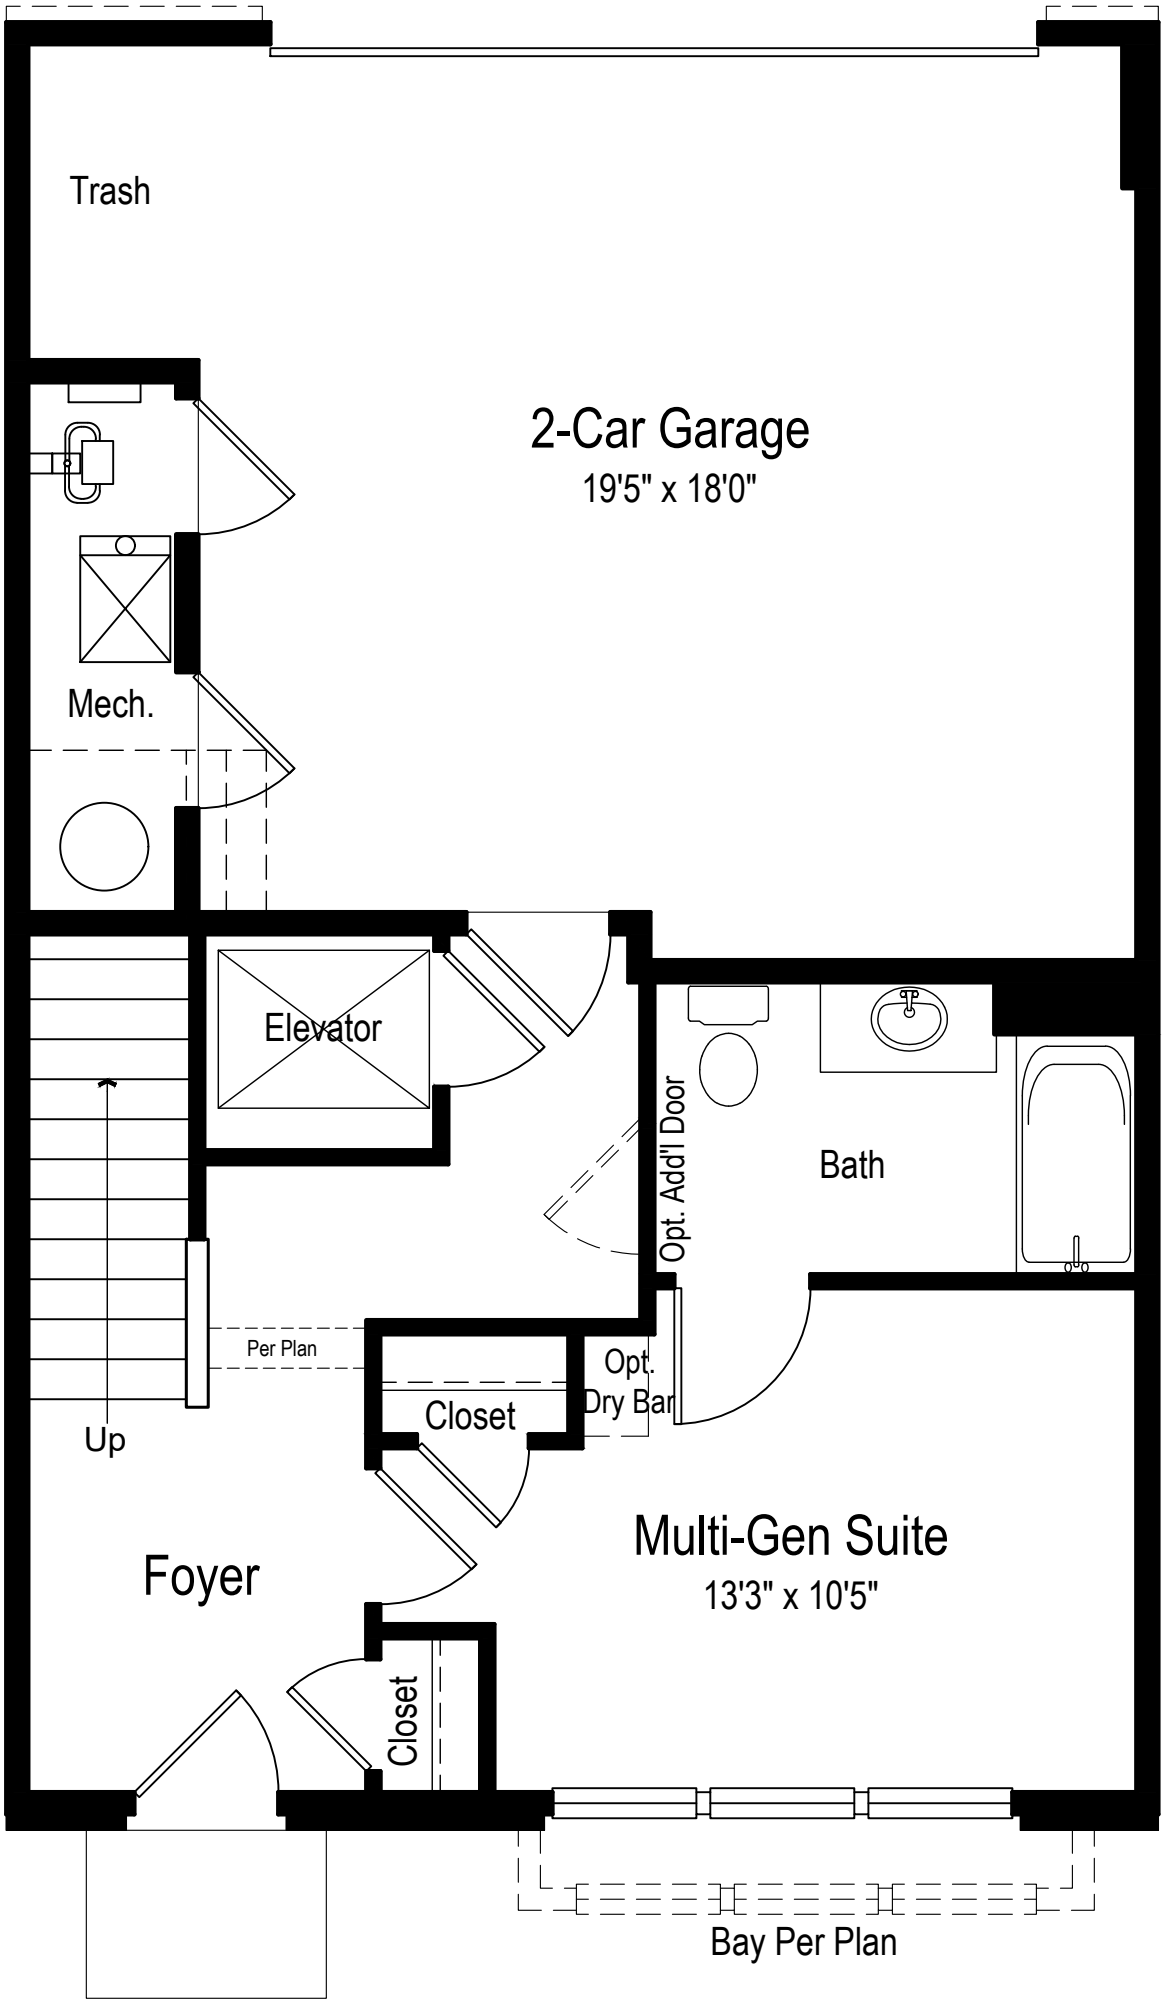 Trash
2-Car Garage
19'5" x 18'0"
Mech.
Elevator
Opt. Add'l Door
Bath
Per Plan
Opt.
Dry Bar
Closet
Up
Multi-Gen Suite
13'3" x 10'5"
Foyer
Closet
Bay Per Plan